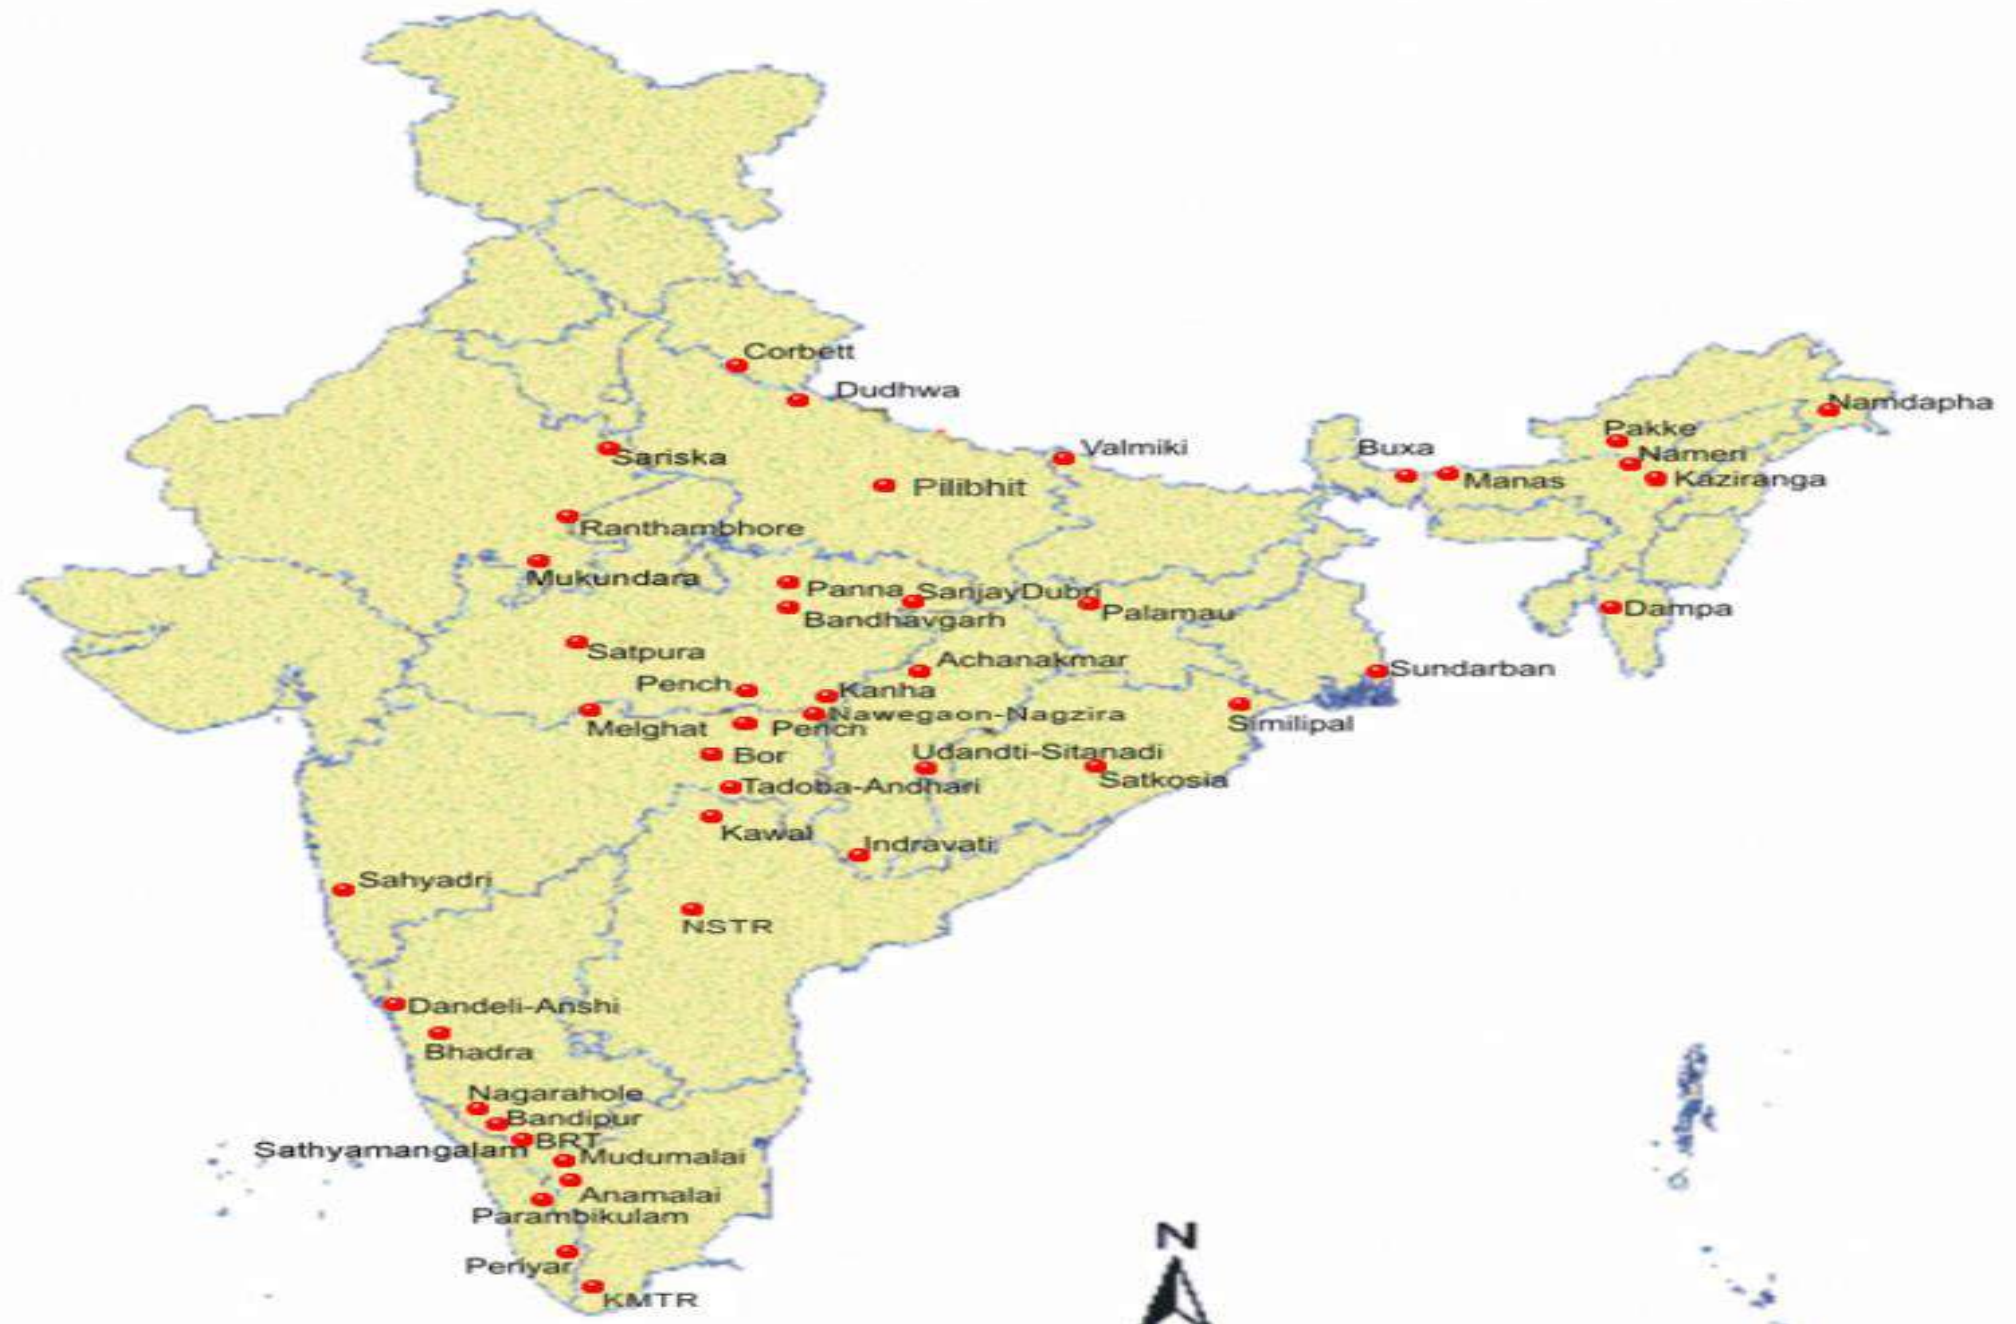 Corbett
Dudhwa
Namdapha
Pakke
Sariska
Valmiki
Buxa
Nameri
Manas
Kaziranga
Pilibhit
Ranthambhore
Mukundara
Panna
SanjayDubri
Bandhavgarh
Palamau
Dampa
Satpura
Achanakmar
Sundarban
Pench
Kanha
Nawegaon-Nagzira
Melghat
Pench
Similipal
Bor
Udandti-Sitanadi
Satkosia
Tadoba-Andhari
Kawal
Indravati
Sahyadri
NSTR
Dandeli-Anshi
Bhadra
Nagarahole
Bandipur
BRT
Sathyamangalam
Mudumalai
Anamalai
Parambikulam
Periyar
KMTR
N